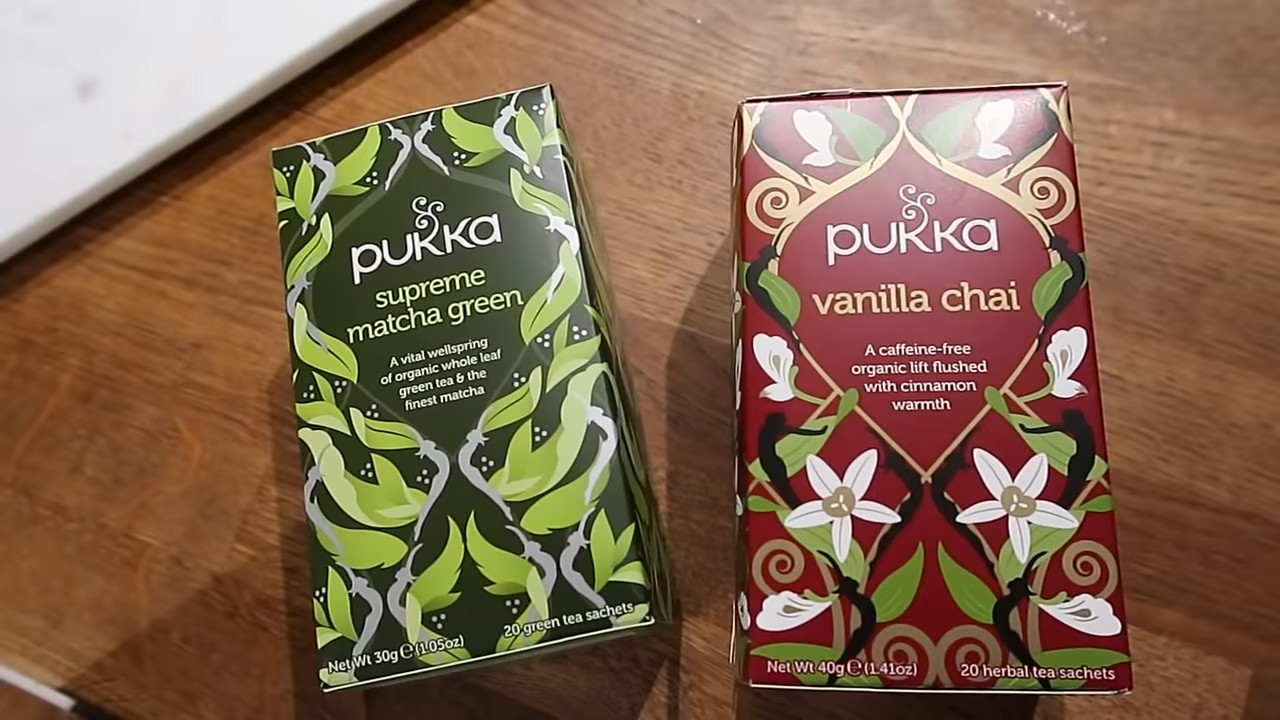 pukka
supreme
matcha green
A vital wellspring
of organic whole leaf
green tea & the
finest matcha
Net Wt 30g ℮ (1.05oz)
20 green tea sachets
pukka
vanilla chai
A caffeine-free
organic lift flushed
with cinnamon
warmth
Net Wt 40g ℮ (1.41oz)
20 herbal tea sachets